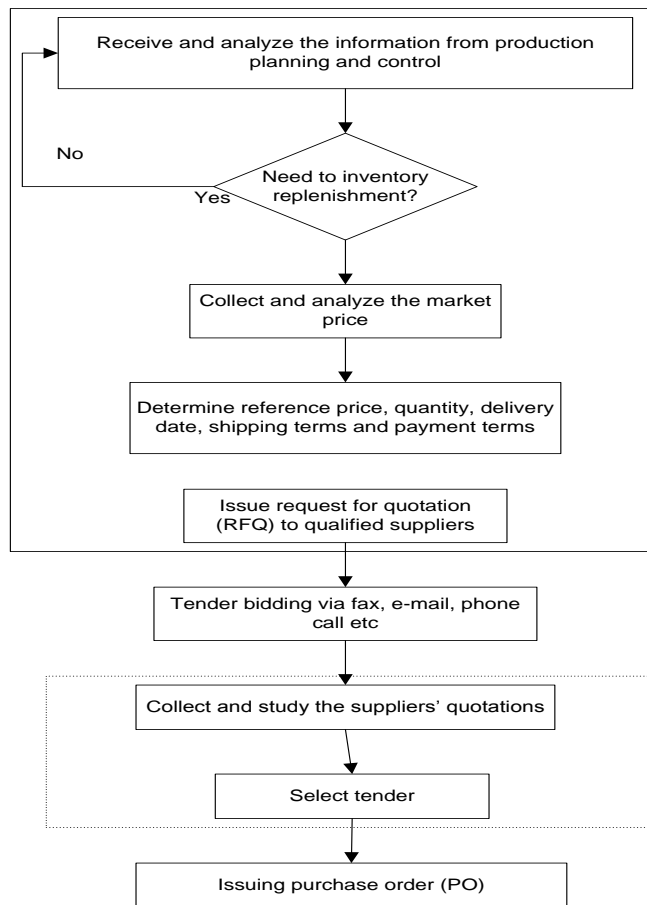 Receive and analyze the information from production
planning and control
No
Need to inventory
replenishment?
Yes
Collect and analyze the market
price
Determine reference price, quantity, delivery
date, shipping terms and payment terms
Issue request for quotation
(RFQ) to qualified suppliers
Tender bidding via fax, e-mail, phone
call etc
Collect and study the suppliers’ quotations
Select tender
Issuing purchase order (PO)